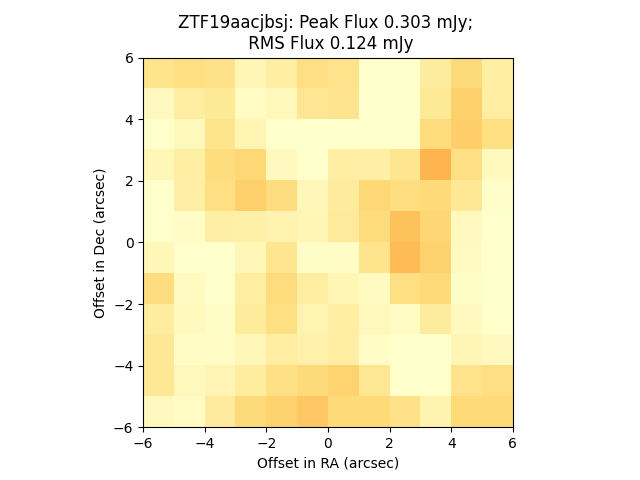 ZTF19aacjbsj: Peak Flux 0.303 mJy;
RMS Flux 0.124 mJy
6
4
2
0
−2
−4
−6
Offset in Dec (arcsec)
−6 −4 −2 0 2 4 6
Offset in RA (arcsec)